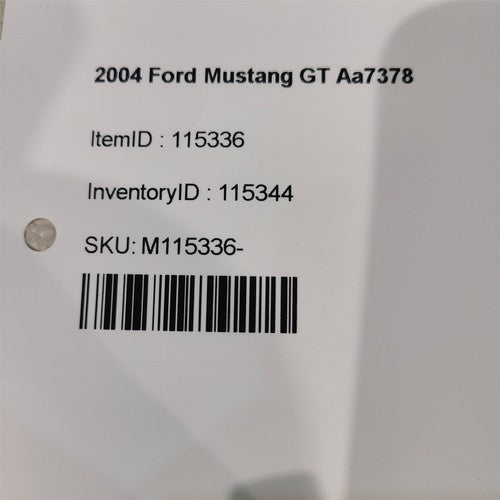 2004 Ford Mustang GT Aa7378
ItemID : 115336
InventoryID : 115344
SKU: M115336-